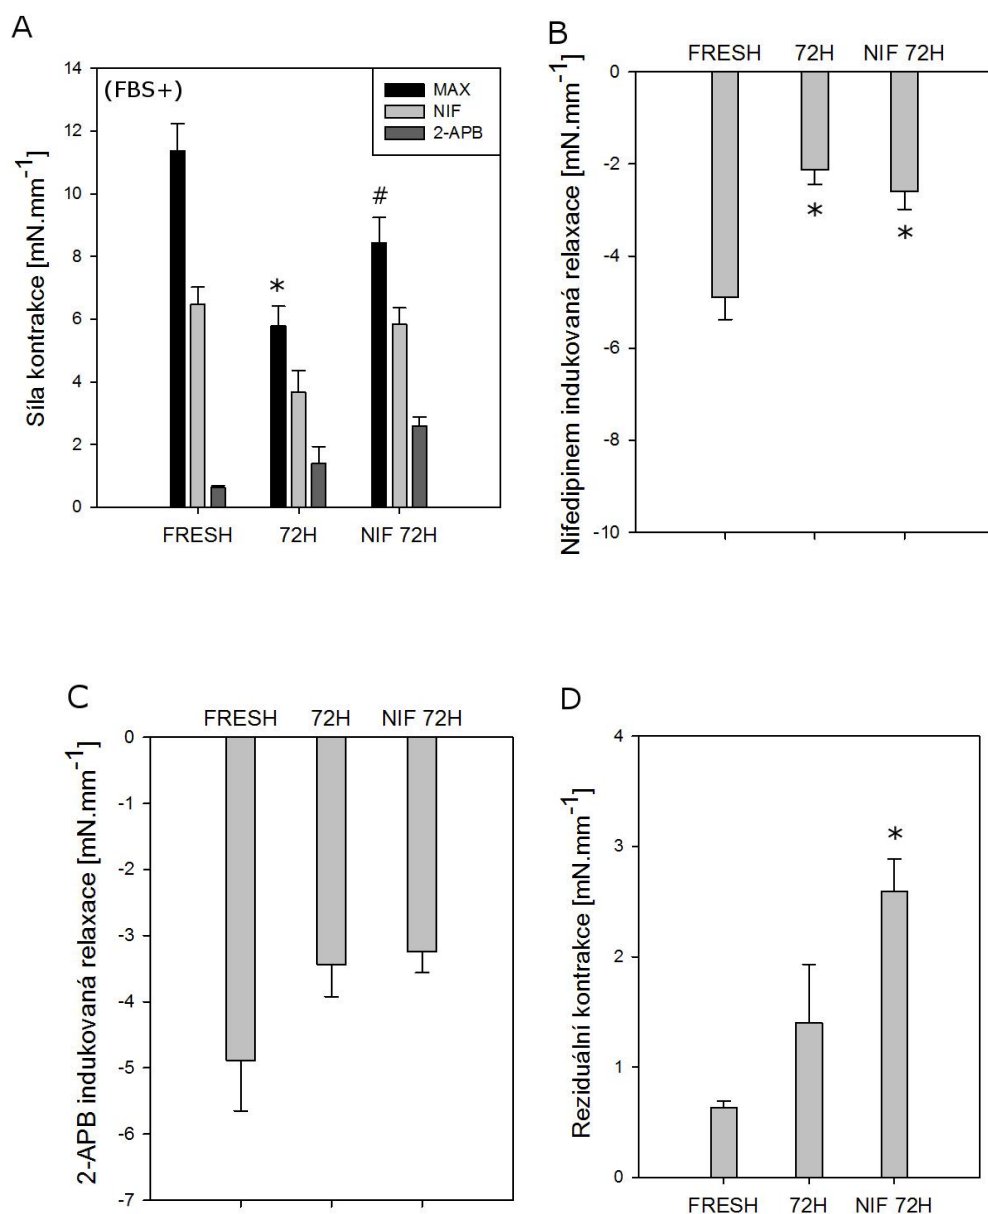 A
(FBS+)
MAX
NIF
2-APB
Síla kontrakce [mN.mm⁻¹]
14
12
10
8
6
4
2
0
#
*
FRESH 72H NIF 72H
B
FRESH 72H NIF 72H
Nifedipinem indukovaná relaxace [mN.mm⁻¹]
0
-2
-4
-6
-8
-10
*
*
C
FRESH 72H NIF 72H
2-APB indukovaná relaxace [mN.mm⁻¹]
0
-1
-2
-3
-4
-5
-6
-7
D
Reziduální kontrakce [mN.mm⁻¹]
4
3
2
1
0
*
FRESH 72H NIF 72H